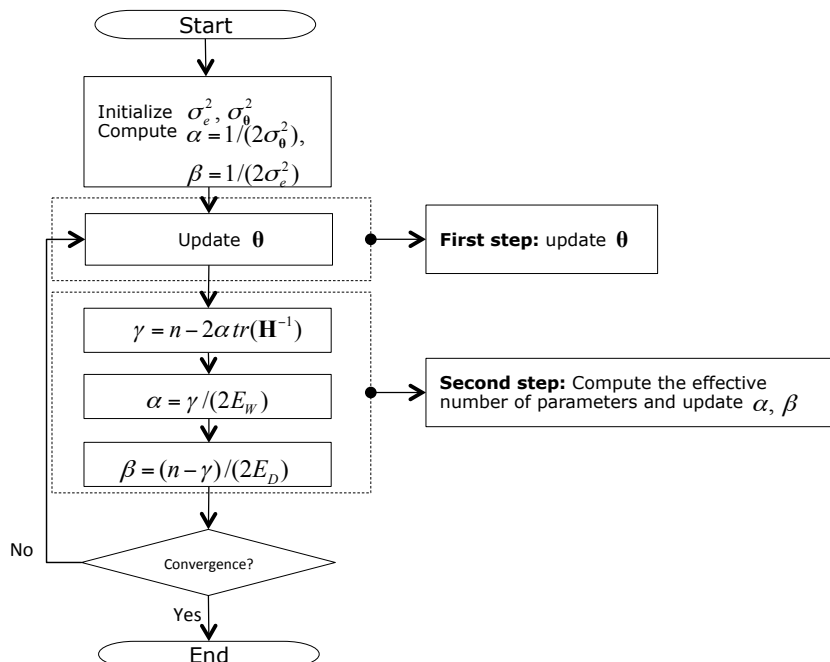 Start
Initialize σ_e^2, σ_θ^2
Compute α = 1/(2σ_θ^2),
β = 1/(2σ_e^2)
Update θ
First step: update θ
γ = n − 2α tr(H^{-1})
α = γ/(2E_W)
Second step: Compute the effective
number of parameters and update α, β
β = (n − γ)/(2E_D)
No
Convergence?
Yes
End